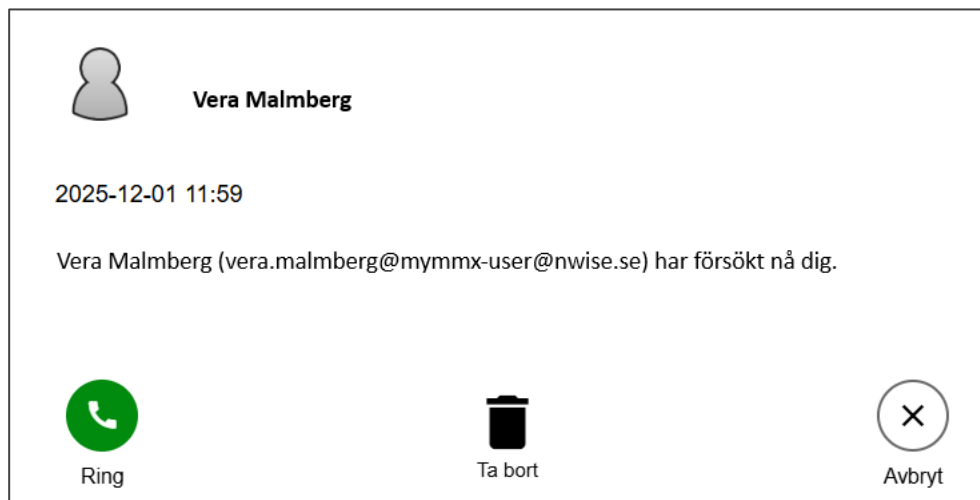 Vera Malmberg
2025-12-01 11:59
Vera Malmberg (vera.malmberg@mymmx-user@nwise.se) har försökt nå dig.
Ring
Ta bort
Avbryt